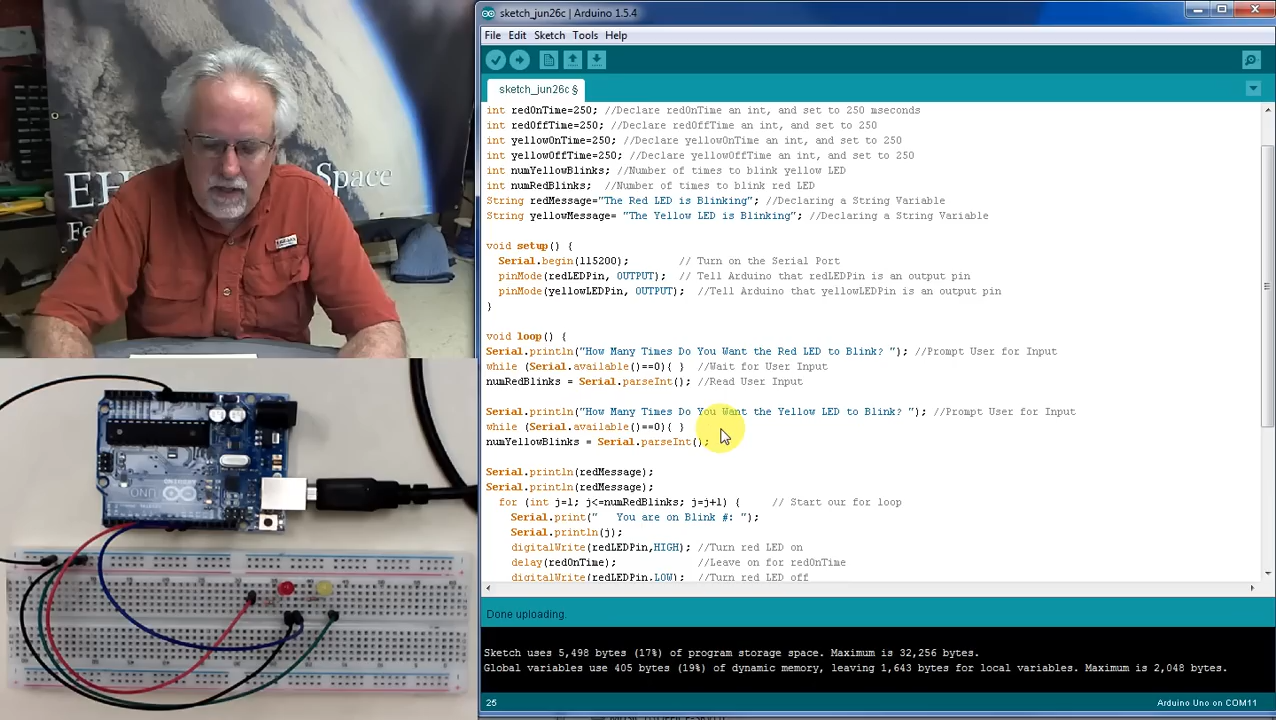 sketch_jun26c | Arduino 1.5.4
File Edit Sketch Tools Help
sketch_jun26c §
int redOnTime=250; //Declare redOnTime an int, and set to 250 mseconds
int redOffTime=250; //Declare redOffTime an int, and set to 250
int yellowOnTime=250; //Declare yellowOnTime an int, and set to 250
int yellowOffTime=250; //Declare yellowOffTime an int, and set to 250
int numYellowBlinks; //Number of times to blink yellow LED
int numRedBlinks; //Number of times to blink red LED
String redMessage="The Red LED is Blinking"; //Declaring a String Variable
String yellowMessage= "The Yellow LED is Blinking"; //Declaring a String Variable
void setup() {
Serial.begin(115200); // Turn on the Serial Port
pinMode(redLEDPin, OUTPUT); // Tell Arduino that redLEDPin is an output pin
pinMode(yellowLEDPin, OUTPUT); //Tell Arduino that yellowLEDPin is an output pin
}
void loop() {
Serial.println("How Many Times Do You Want the Red LED to Blink? "); //Prompt User for Input
while (Serial.available()==0){ } //Wait for User Input
numRedBlinks = Serial.parseInt(); //Read User Input
Serial.println("How Many Times Do You Want the Yellow LED to Blink? "); //Prompt User for Input
while (Serial.available()==0){ }
numYellowBlinks = Serial.parseInt();
Serial.println(redMessage);
Serial.println(redMessage);
for (int j=1; j<=numRedBlinks; j=j+1) { // Start our for loop
Serial.print("   You are on Blink #: ");
Serial.println(j);
digitalWrite(redLEDPin,HIGH); //Turn red LED on
delay(redOnTime); //Leave on for redOnTime
digitalWrite(redLEDPin,LOW); //Turn red LED off
Done uploading.
Sketch uses 5,498 bytes (17%) of program storage space. Maximum is 32,256 bytes.
Global variables use 405 bytes (19%) of dynamic memory, leaving 1,643 bytes for local variables. Maximum is 2,048 bytes.
25
Arduino Uno on COM11
Space
UNO